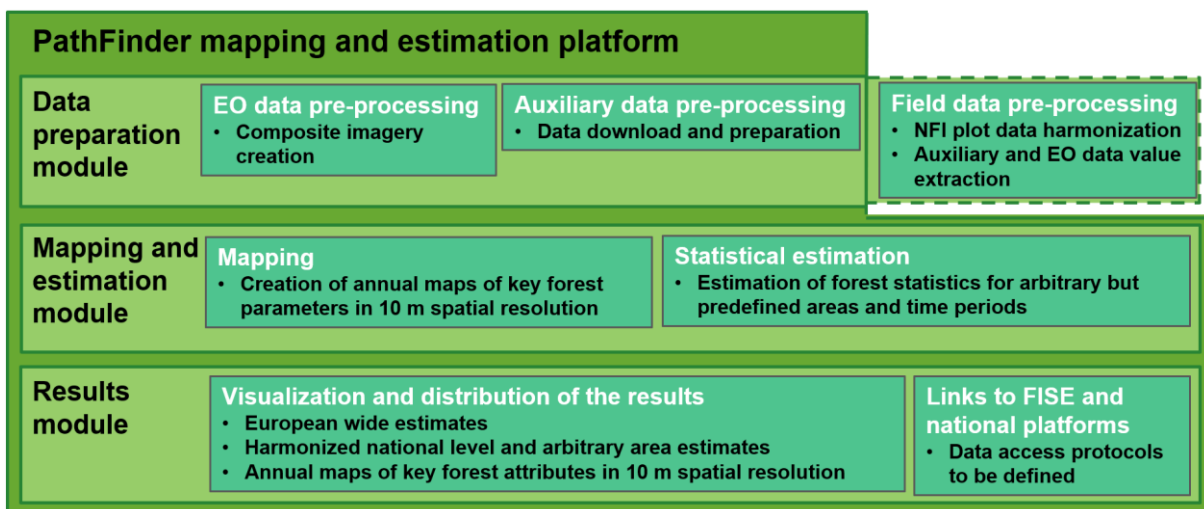 PathFinder mapping and estimation platform
Data
preparation
module
EO data pre-processing
• Composite imagery
creation
Auxiliary data pre-processing
• Data download and preparation
Field data pre-processing
• NFI plot data harmonization
• Auxiliary and EO data value
extraction
Mapping and
estimation
module
Mapping
• Creation of annual maps of key forest
parameters in 10 m spatial resolution
Statistical estimation
• Estimation of forest statistics for arbitrary but
predefined areas and time periods
Results
module
Visualization and distribution of the results
• European wide estimates
• Harmonized national level and arbitrary area estimates
• Annual maps of key forest attributes in 10 m spatial resolution
Links to FISE and
national platforms
• Data access protocols
to be defined